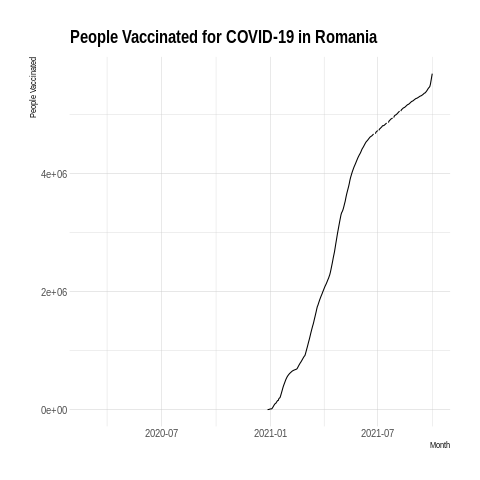 People Vaccinated for COVID-19 in Romania
People Vaccinated
4e+06
2e+06
0e+00
2020-07
2021-01
2021-07
Month